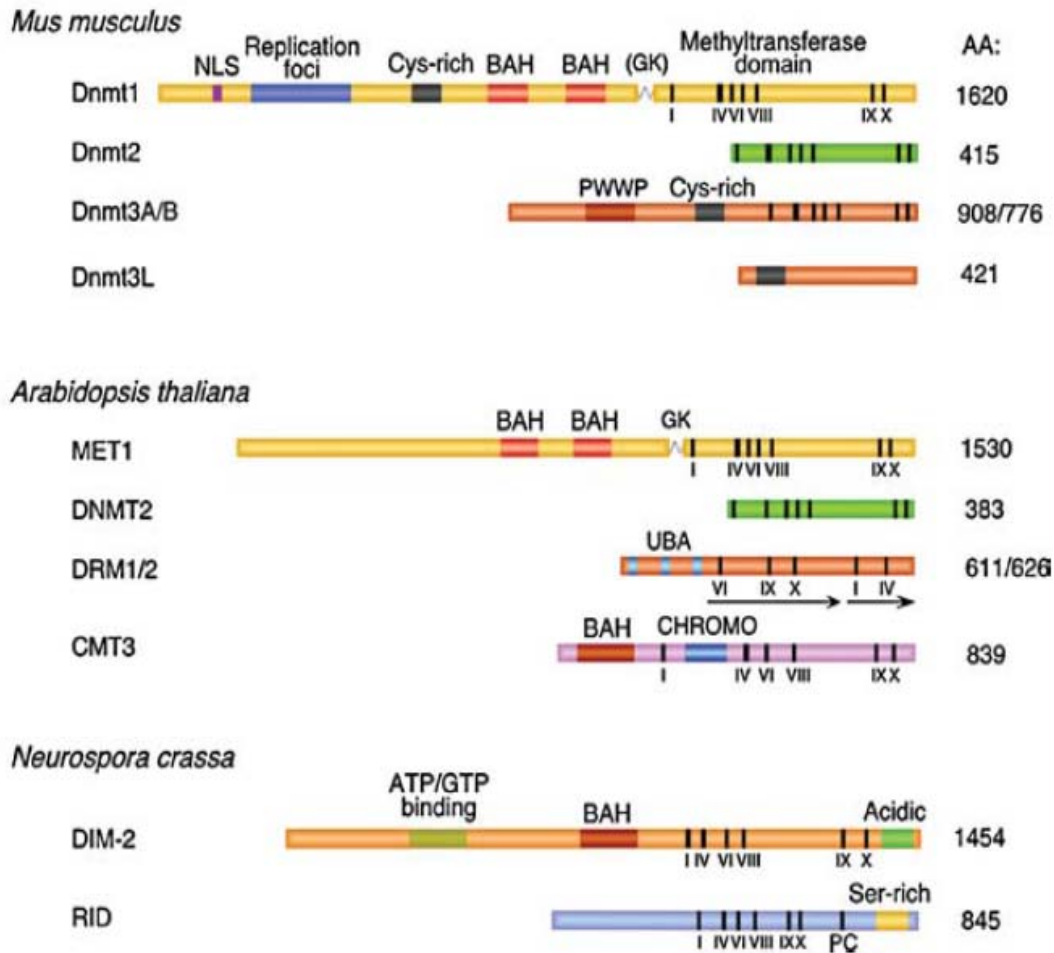 Mus musculus
Replication foci
Methyltransferase domain
AA:
NLS
Cys-rich
BAH
BAH
(GK)
Dnmt1
1620
I
IV
VI
VIII
IX
X
Dnmt2
415
PWWP
Cys-rich
Dnmt3A/B
908/776
Dnmt3L
421
Arabidopsis thaliana
BAH
BAH
GK
MET1
1530
I
IV
VI
VIII
IX
X
DNMT2
383
UBA
DRM1/2
611/626
VI
IX
X
I
IV
BAH
CHROMO
CMT3
839
I
IV
VI
VIII
IX
X
Neurospora crassa
ATP/GTP binding
BAH
Acidic
DIM-2
1454
I
IV
VI
VIII
IX
X
Ser-rich
RID
845
I
IV
VI
VIII
IX
X
PC